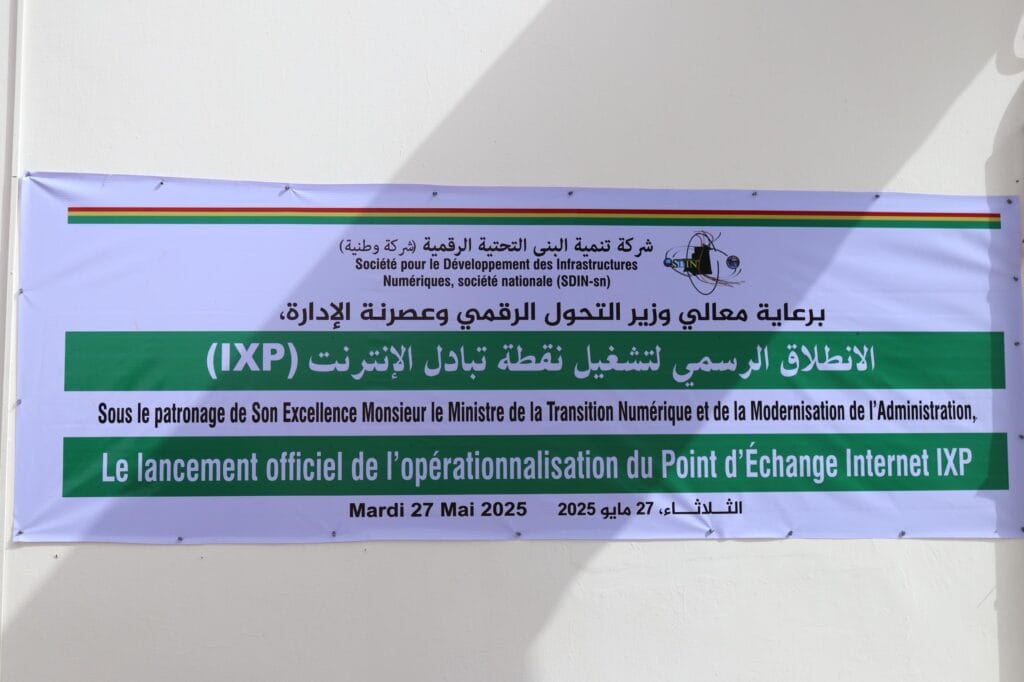 شركة تنمية البنى التحتية الرقمية (شركة وطنية)
Société pour le Développement des Infrastructures
Numériques, société nationale (SDIN-sn)
SDIN
برعاية معالي وزير التحول الرقمي وعصرنة الإدارة،
الانطلاق الرسمي لتشغيل نقطة تبادل الإنترنت (IXP)
Sous le patronage de Son Excellence Monsieur le Ministre de la Transition Numérique et de la Modernisation de l'Administration,
Le lancement officiel de l'opérationnalisation du Point d'Échange Internet IXP
Mardi 27 Mai 2025 الثلاثاء، 27 مايو 2025